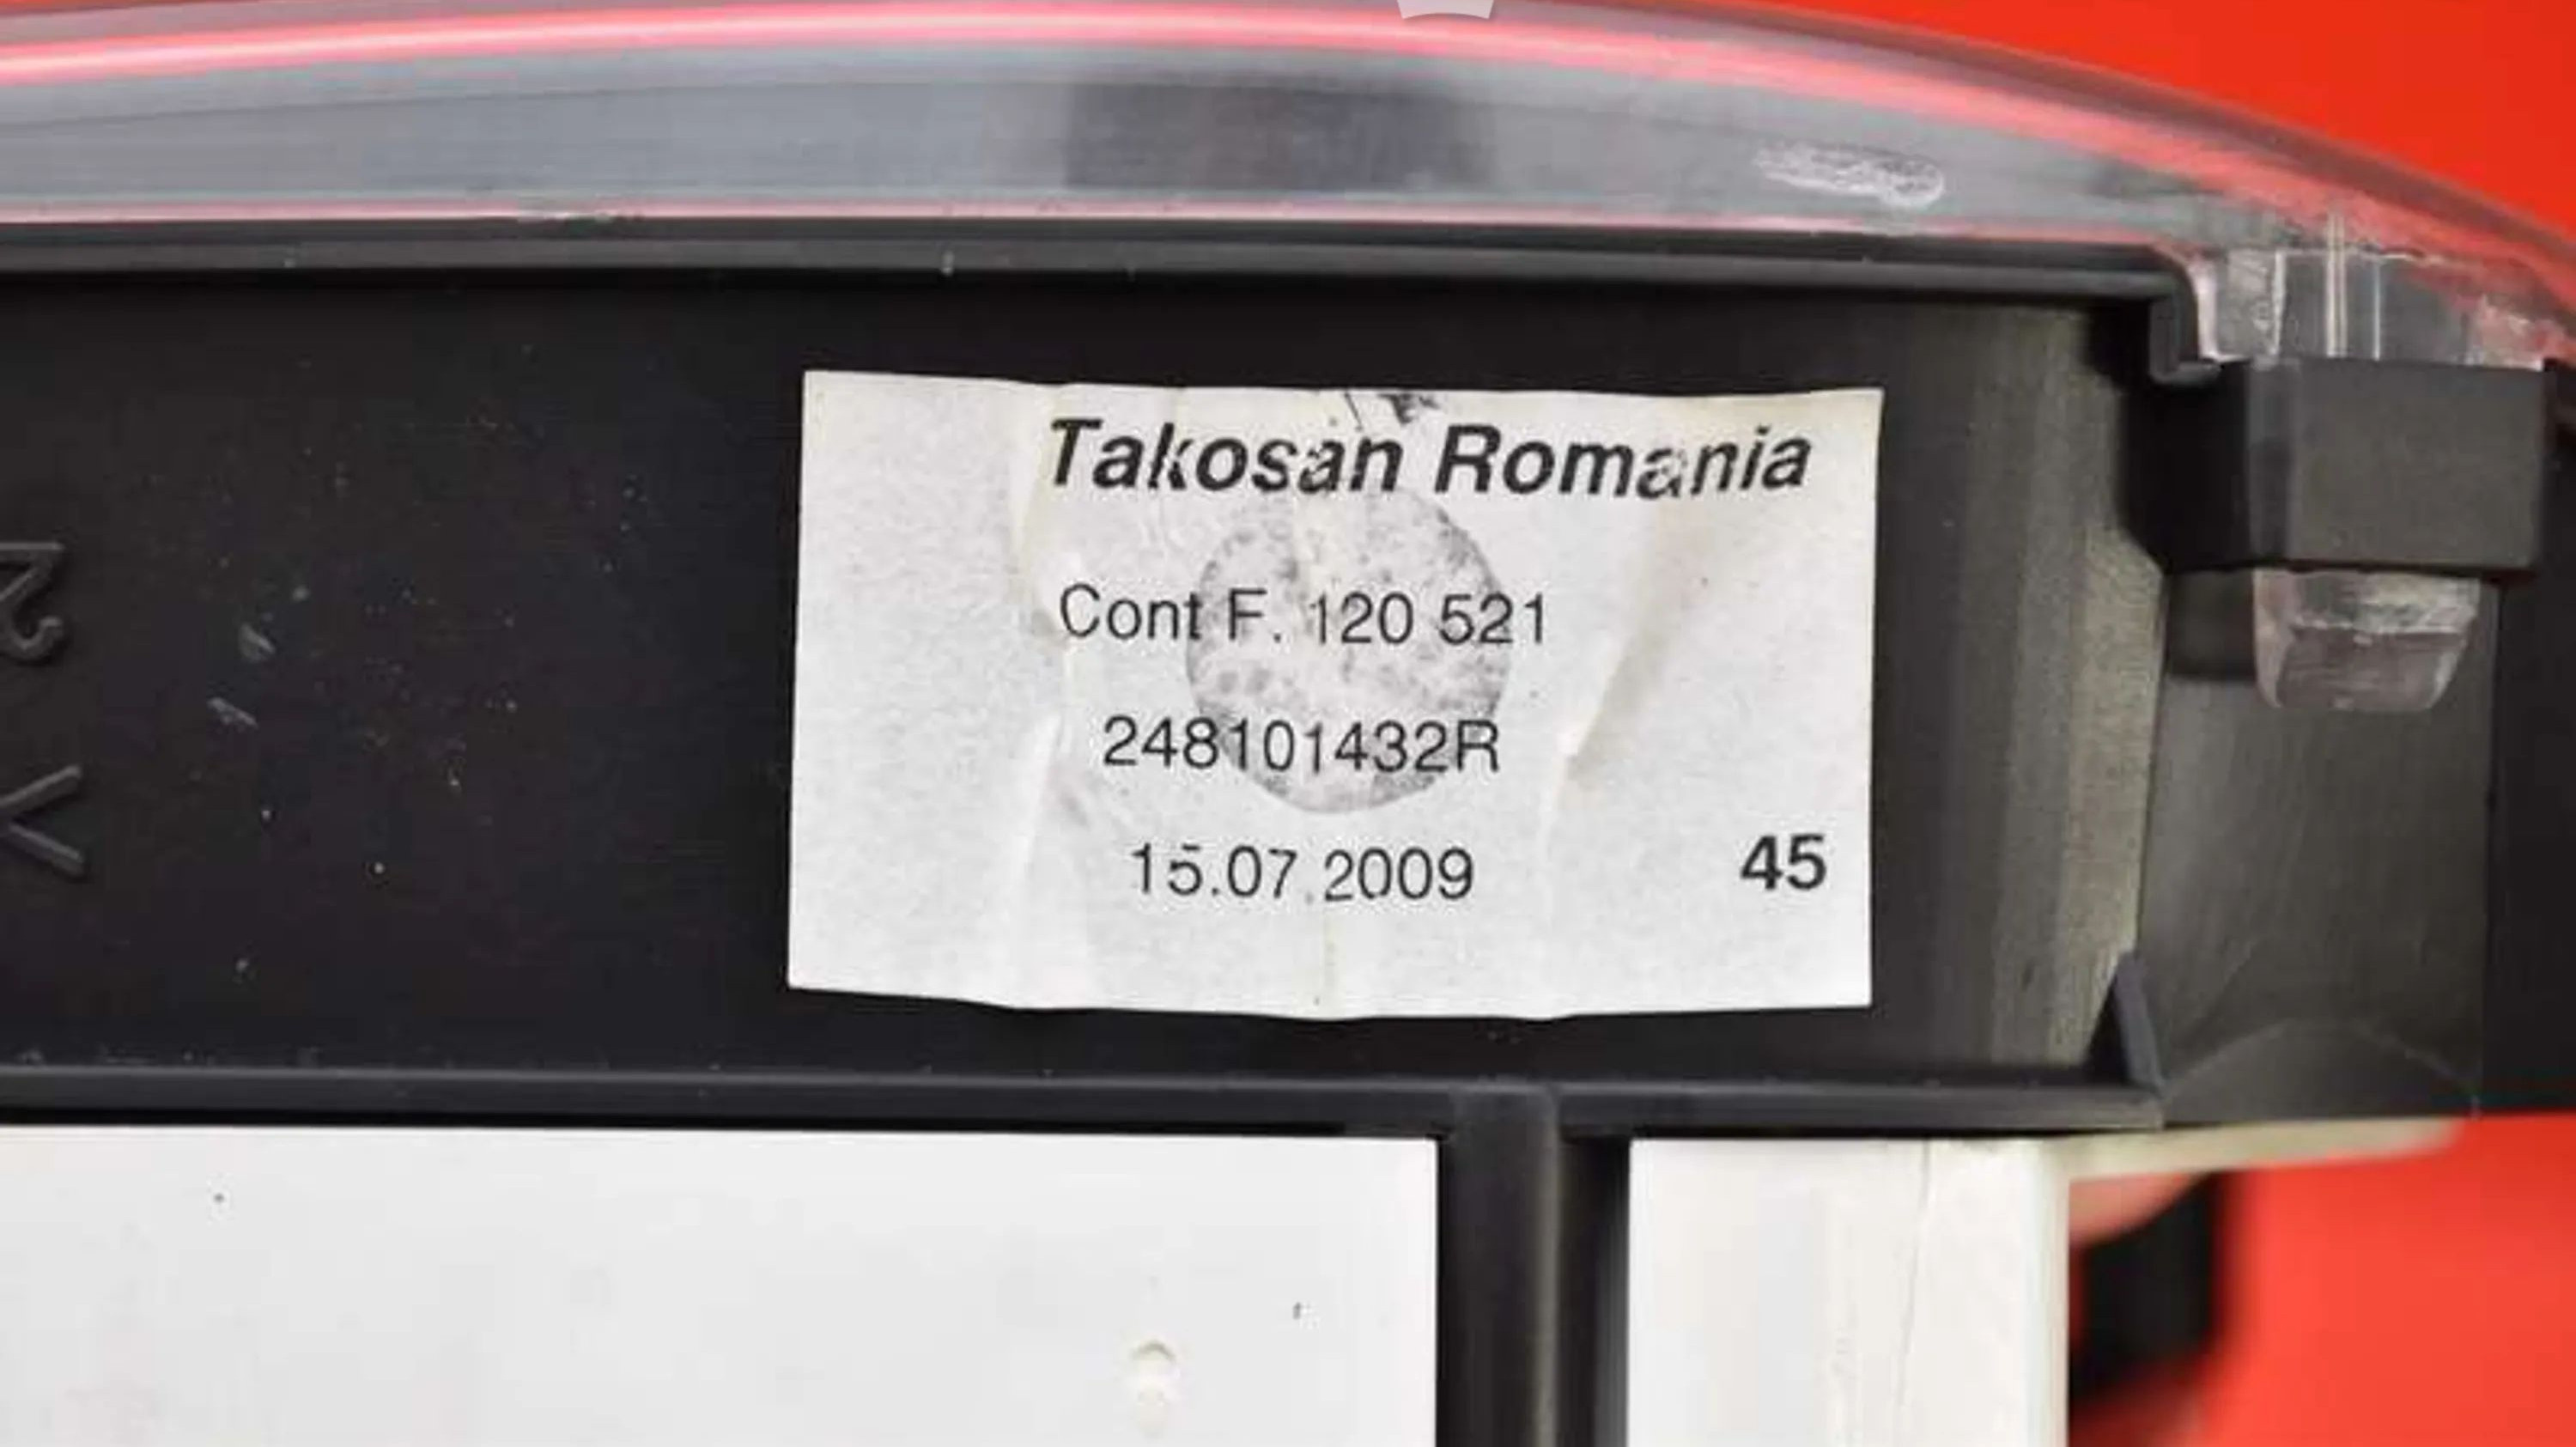 Takosan Romania
Cont F. 120 521
248101432R
15.07.2009 45